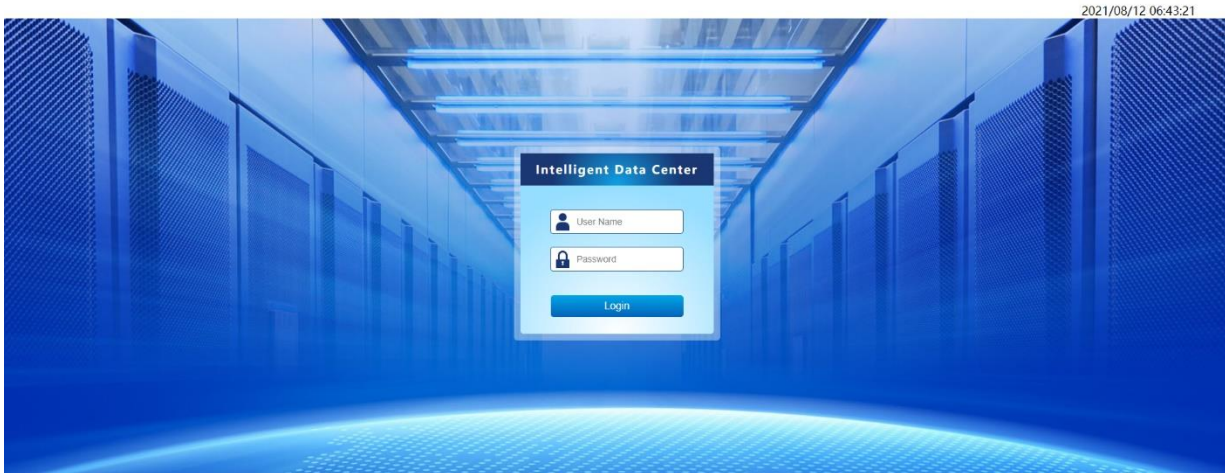 2021/08/12 06:43:21
Intelligent Data Center
User Name
Password
Login